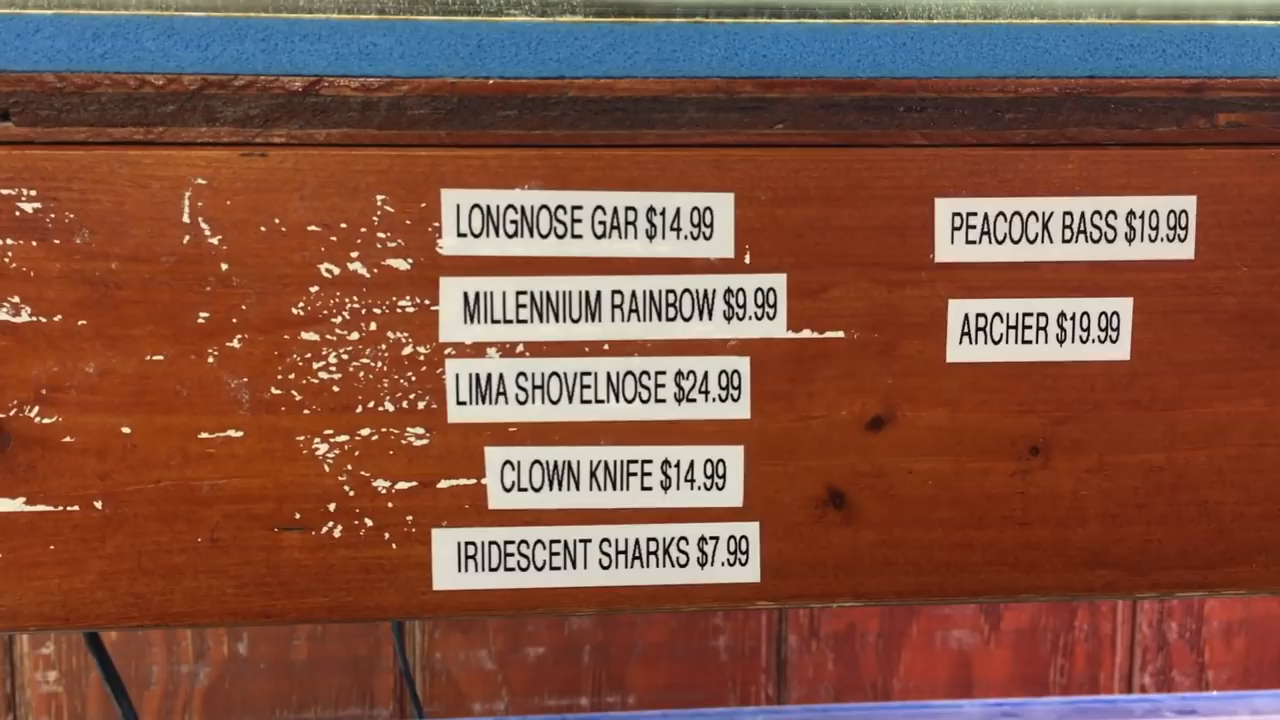 LONGNOSE GAR $14.99
MILLENNIUM RAINBOW $9.99
LIMA SHOVELNOSE $24.99
CLOWN KNIFE $14.99
IRIDESCENT SHARKS $7.99
PEACOCK BASS $19.99
ARCHER $19.99